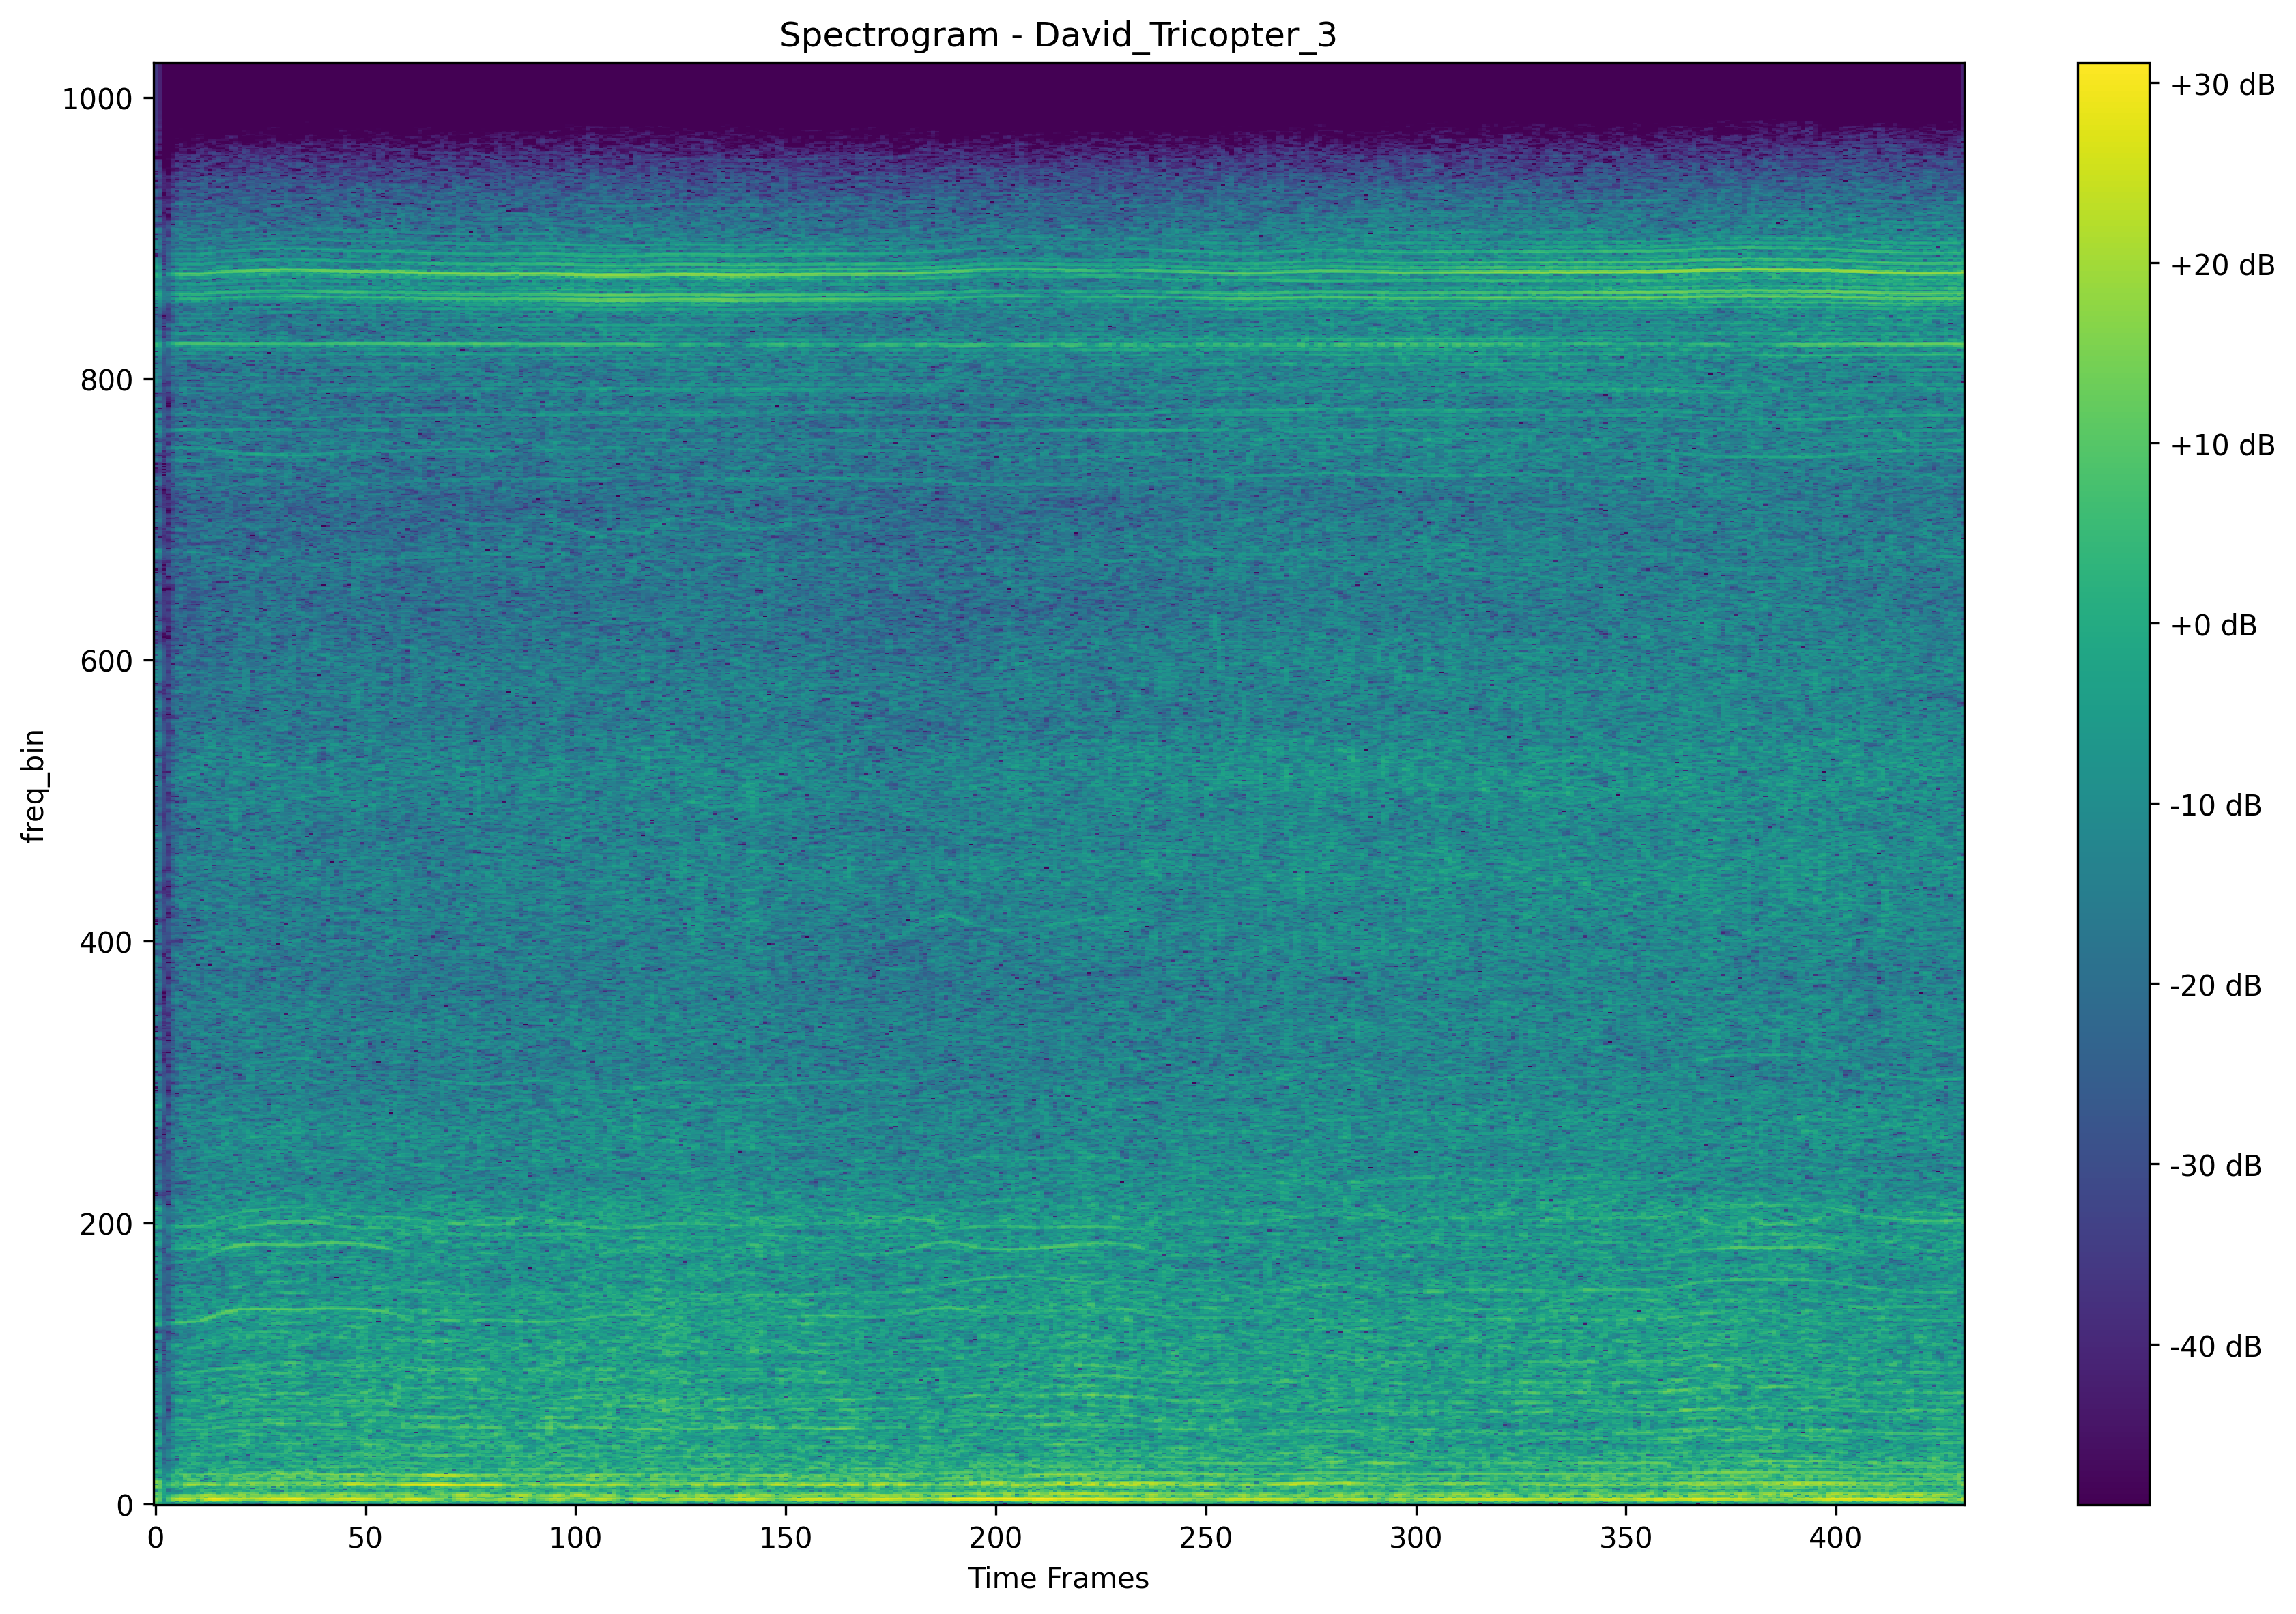 Spectrogram - David_Tricopter_3
1000
800
600
400
200
0
freq_bin
0 50 100 150 200 250 300 350 400
Time Frames
+30 dB
+20 dB
+10 dB
+0 dB
-10 dB
-20 dB
-30 dB
-40 dB